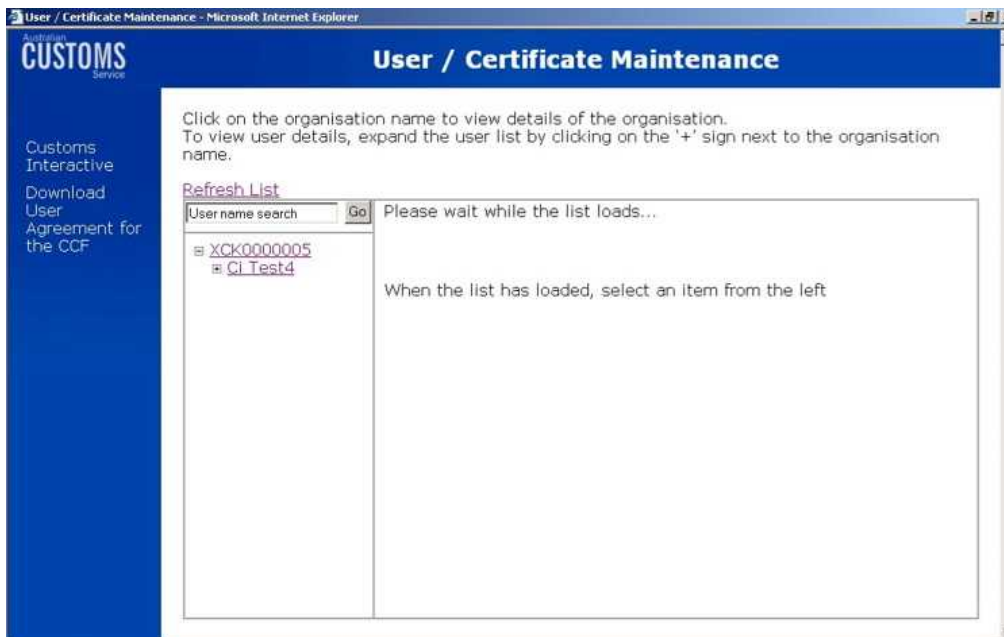 User / Certificate Maintenance - Microsoft Internet Explorer
Australian
CUSTOMS
Service
User / Certificate Maintenance
Customs
Interactive
Download
User
Agreement for
the CCF
Click on the organisation name to view details of the organisation.
To view user details, expand the user list by clicking on the '+' sign next to the organisation
name.
Refresh List
User name search Go
XCK0000005
Ci Test4
Please wait while the list loads...
When the list has loaded, select an item from the left